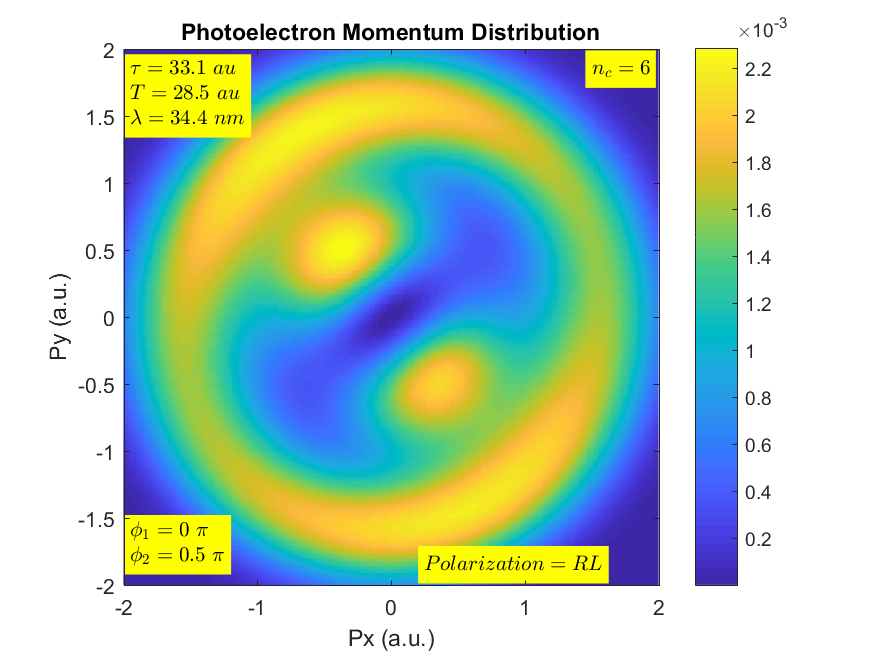 Photoelectron Momentum Distribution
×10⁻³
τ = 33.1 au
T = 28.5 au
λ = 34.4 nm
n_c = 6
2
1.5
1
0.5
0
-0.5
-1
-1.5
-2
Py (a.u.)
ϕ₁ = 0 π
ϕ₂ = 0.5 π
Polarization = RL
-2
-1
0
1
2
Px (a.u.)
2.2
2
1.8
1.6
1.4
1.2
1
0.8
0.6
0.4
0.2